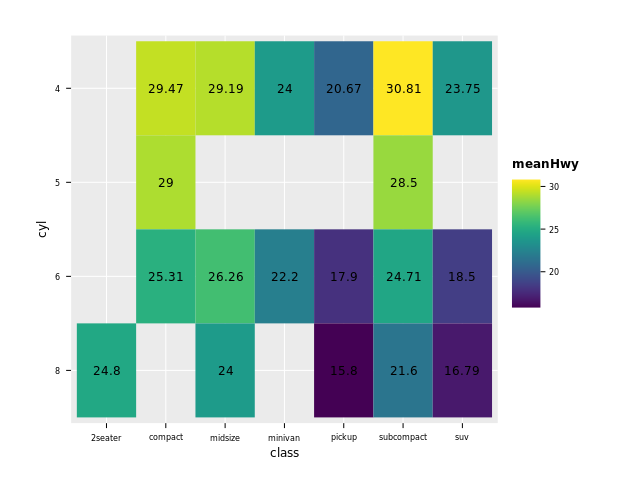 4 29.47 29.19 24 20.67 30.81 23.75
5 29 28.5
6 25.31 26.26 22.2 17.9 24.71 18.5
8 24.8 24 15.8 21.6 16.79
cyl
2seater compact midsize minivan pickup subcompact suv
class
meanHwy
30
25
20